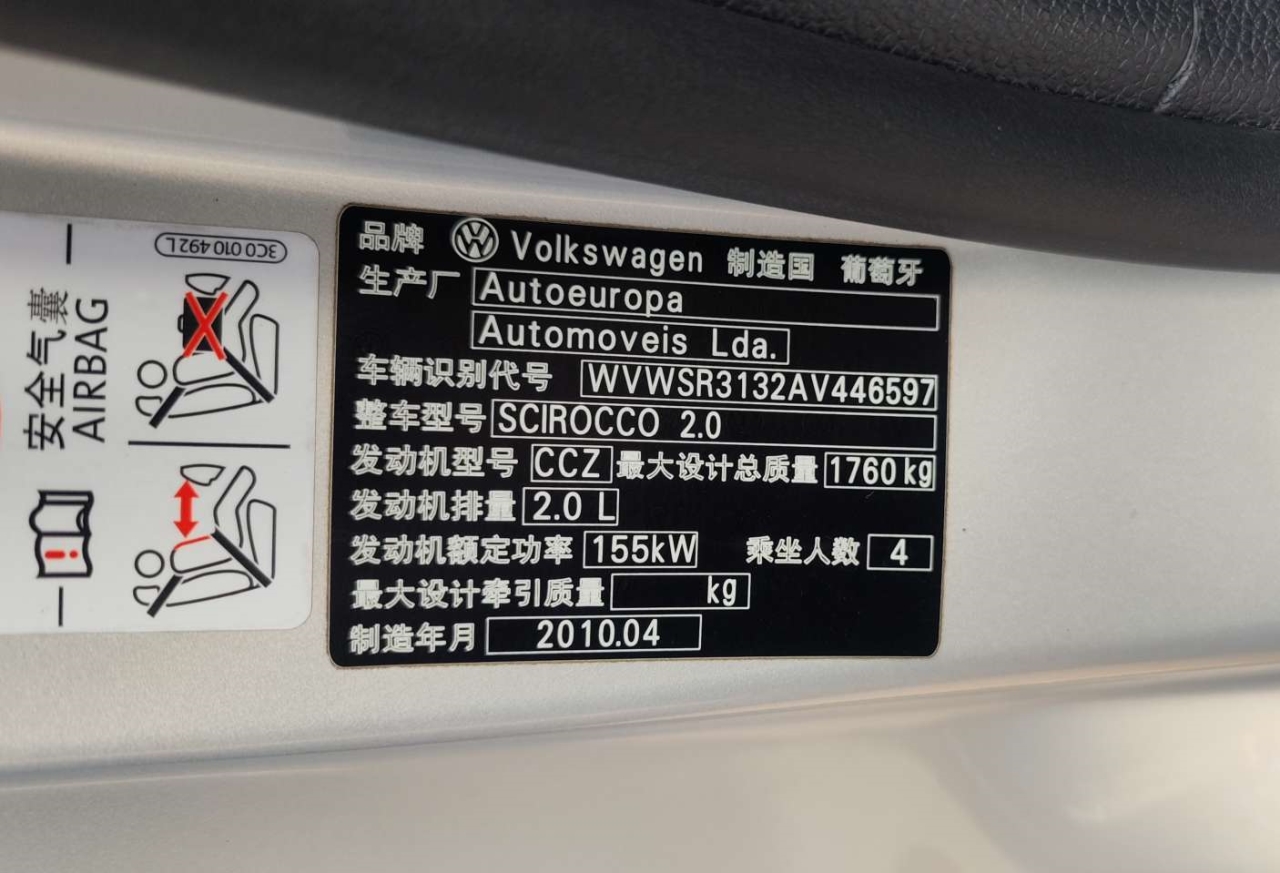 3C0 010 492 L
安全气囊
AIRBAG
品牌 Volkswagen 制造国 葡萄牙
生产厂 Autoeuropa
Automoveis Lda.
车辆识别代号 WVWSR3132AV446597
整车型号 SCIROCCO 2.0
发动机型号 CCZ 最大设计总质量 1760 kg
发动机排量 2.0 L
发动机额定功率 155kW 乘坐人数 4
最大设计牵引质量 kg
制造年月 2010.04